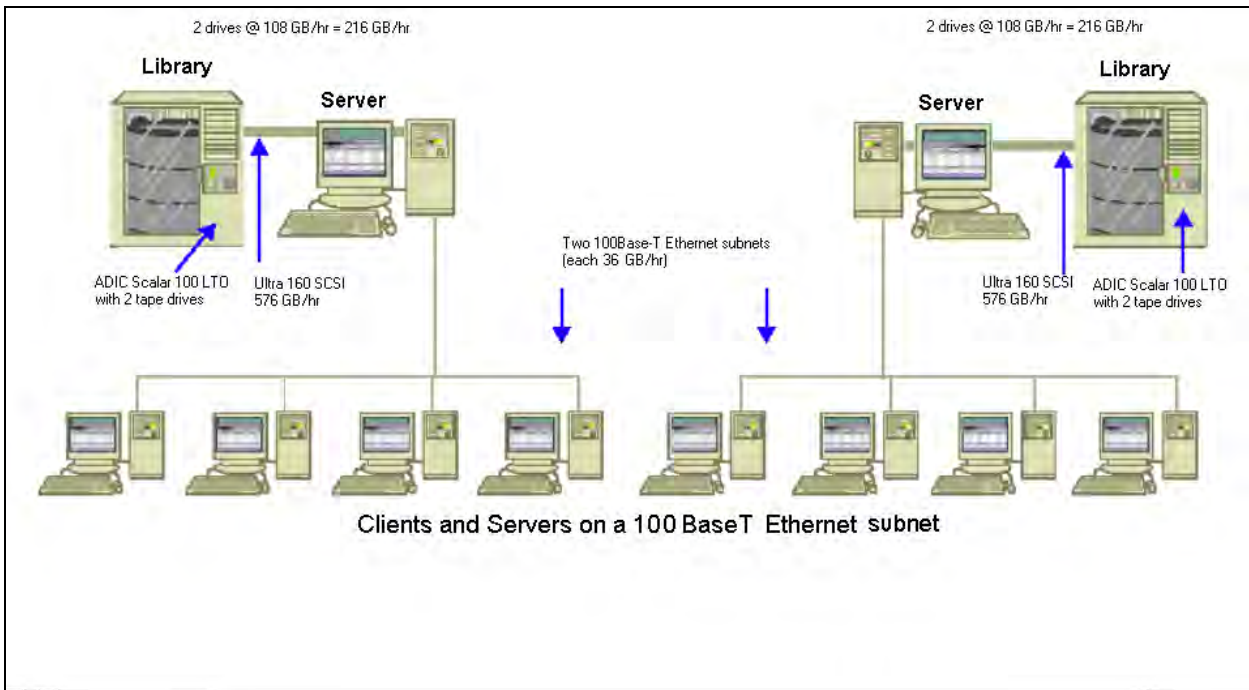 2 drives @ 108 GB/hr = 216 GB/hr
2 drives @ 108 GB/hr = 216 GB/hr
Library
Server
Server
Library
Two 100Base-T Ethernet subnets
(each 36 GB/hr)
ADIC Scalar 100 LTO
with 2 tape drives
Ultra 160 SCSI
576 GB/hr
Ultra 160 SCSI
576 GB/hr
ADIC Scalar 100 LTO
with 2 tape drives
Clients and Servers on a 100 BaseT Ethernet subnet